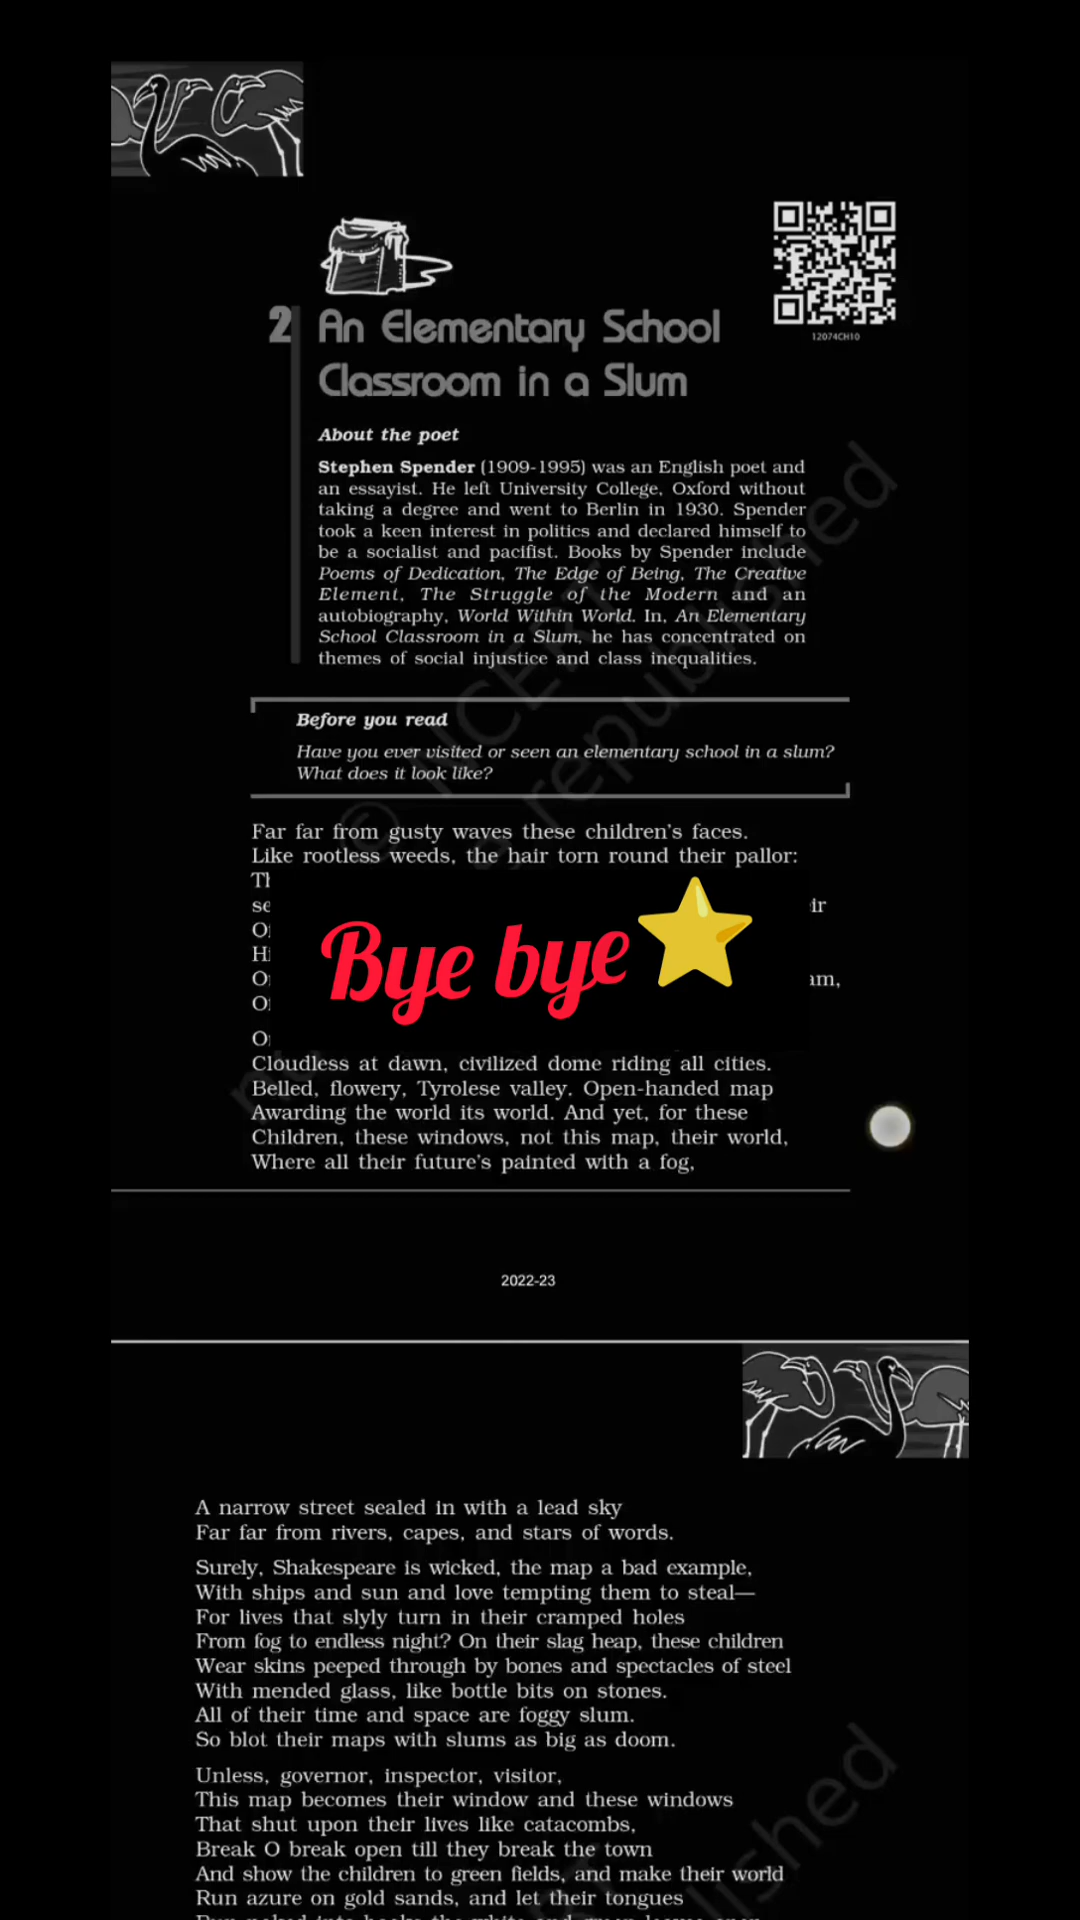 12074CH10
2 An Elementary School
Classroom in a Slum
About the poet
Stephen Spender (1909-1995) was an English poet and
an essayist. He left University College, Oxford without
taking a degree and went to Berlin in 1930. Spender
took a keen interest in politics and declared himself to
be a socialist and pacifist. Books by Spender include
Poems of Dedication, The Edge of Being, The Creative
Element, The Struggle of the Modern and an
autobiography, World Within World. In, An Elementary
School Classroom in a Slum, he has concentrated on
themes of social injustice and class inequalities.
Before you read
Have you ever visited or seen an elementary school in a slum?
What does it look like?
© NCERT
republished
Far far from gusty waves these children's faces.
Like rootless weeds, the hair torn round their pallor:
Bye bye
Cloudless at dawn, civilized dome riding all cities.
Belled, flowery, Tyrolese valley. Open-handed map
Awarding the world its world. And yet, for these
Children, these windows, not this map, their world,
Where all their future's painted with a fog,
2022-23
A narrow street sealed in with a lead sky
Far far from rivers, capes, and stars of words.
Surely, Shakespeare is wicked, the map a bad example,
With ships and sun and love tempting them to steal—
For lives that slyly turn in their cramped holes
From fog to endless night? On their slag heap, these children
Wear skins peeped through by bones and spectacles of steel
With mended glass, like bottle bits on stones.
All of their time and space are foggy slum.
So blot their maps with slums as big as doom.
Unless, governor, inspector, visitor,
This map becomes their window and these windows
That shut upon their lives like catacombs,
Break O break open till they break the town
And show the children to green fields, and make their world
Run azure on gold sands, and let their tongues